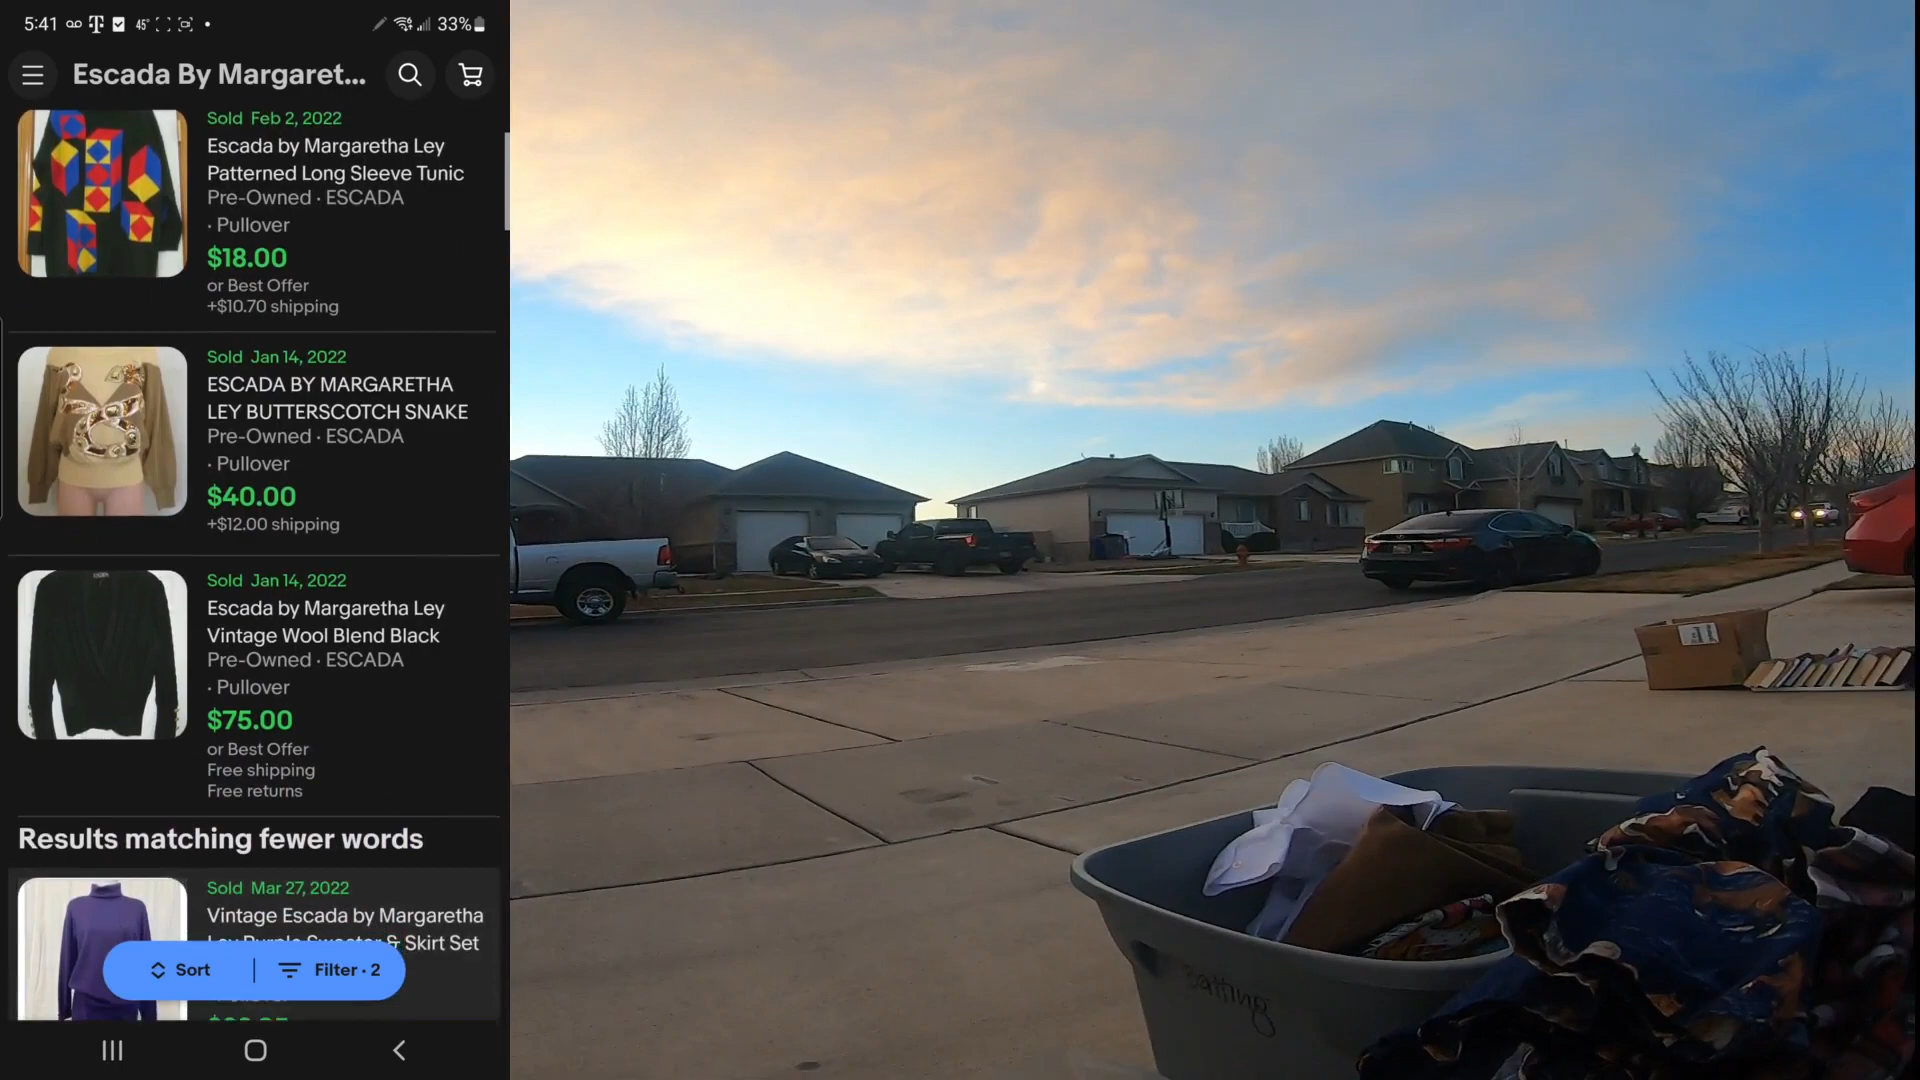 5:41 45° 33%
Escada By Margaret...
Sold Feb 2, 2022
Escada by Margaretha Ley
Patterned Long Sleeve Tunic
Pre-Owned · ESCADA
· Pullover
$18.00
or Best Offer
+$10.70 shipping
Sold Jan 14, 2022
ESCADA BY MARGARETHA
LEY BUTTERSCOTCH SNAKE
Pre-Owned · ESCADA
· Pullover
$40.00
+$12.00 shipping
Sold Jan 14, 2022
Escada by Margaretha Ley
Vintage Wool Blend Black
Pre-Owned · ESCADA
· Pullover
$75.00
or Best Offer
Free shipping
Free returns
Results matching fewer words
Sold Mar 27, 2022
Vintage Escada by Margaretha
Ley Purple Sweater & Skirt Set
Sort
Filter · 2
Batting